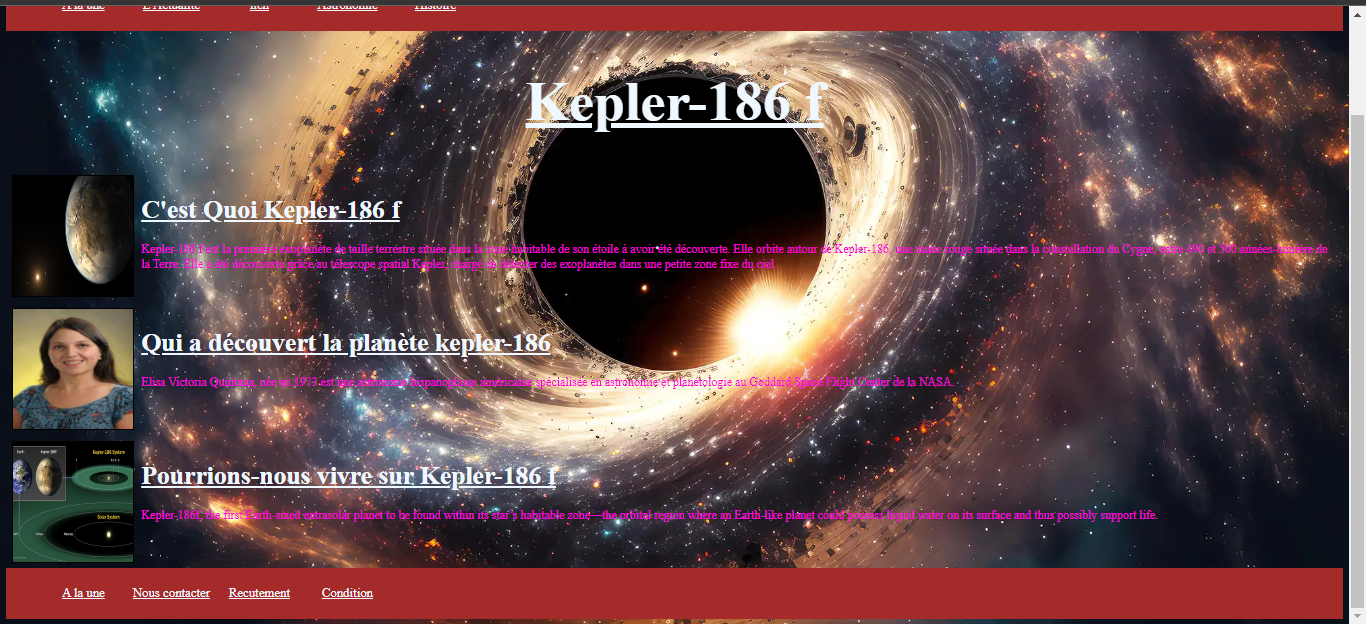 A la une L'Actualité lien Astronomie Histoire
Kepler-186 f
C'est Quoi Kepler-186 f
Kepler-186 f est la première exoplanète de taille terrestre située dans la zone habitable de son étoile à avoir été découverte. Elle orbite autour de Kepler-186, une naine rouge située dans la constellation du Cygne, entre 490 et 500 années-lumière de
la Terre. Elle a été découverte grâce au télescope spatial Kepler, chargé de détecter des exoplanètes dans une petite zone fixe du ciel.
Qui a découvert la planète kepler-186
Elisa Victoria Quintana, née en 1973 est une astronome hispanophone américaine spécialisée en astronomie et planétologie au Goddard Space Flight Center de la NASA.
Earth Kepler-186f Kepler-186 System
Solar System
Pourrions-nous vivre sur Kepler-186 f
Kepler-186f, the first Earth-sized extrasolar planet to be found within its star's habitable zone—the orbital region where an Earth-like planet could possess liquid water on its surface and thus possibly support life.
A la une Nous contacter Recutement Condition